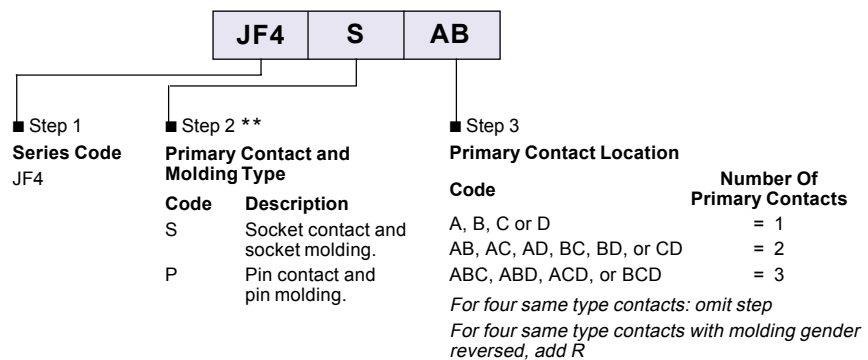 JF4 S AB
■ Step 1
Series Code
JF4
■ Step 2 **
Primary Contact and
Molding Type
Code Description
S Socket contact and
socket molding.
P Pin contact and
pin molding.
■ Step 3
Primary Contact Location
Code Number Of
Primary Contacts
A, B, C or D = 1
AB, AC, AD, BC, BD, or CD = 2
ABC, ABD, ACD, or BCD = 3
For four same type contacts: omit step
For four same type contacts with molding gender
reversed, add R